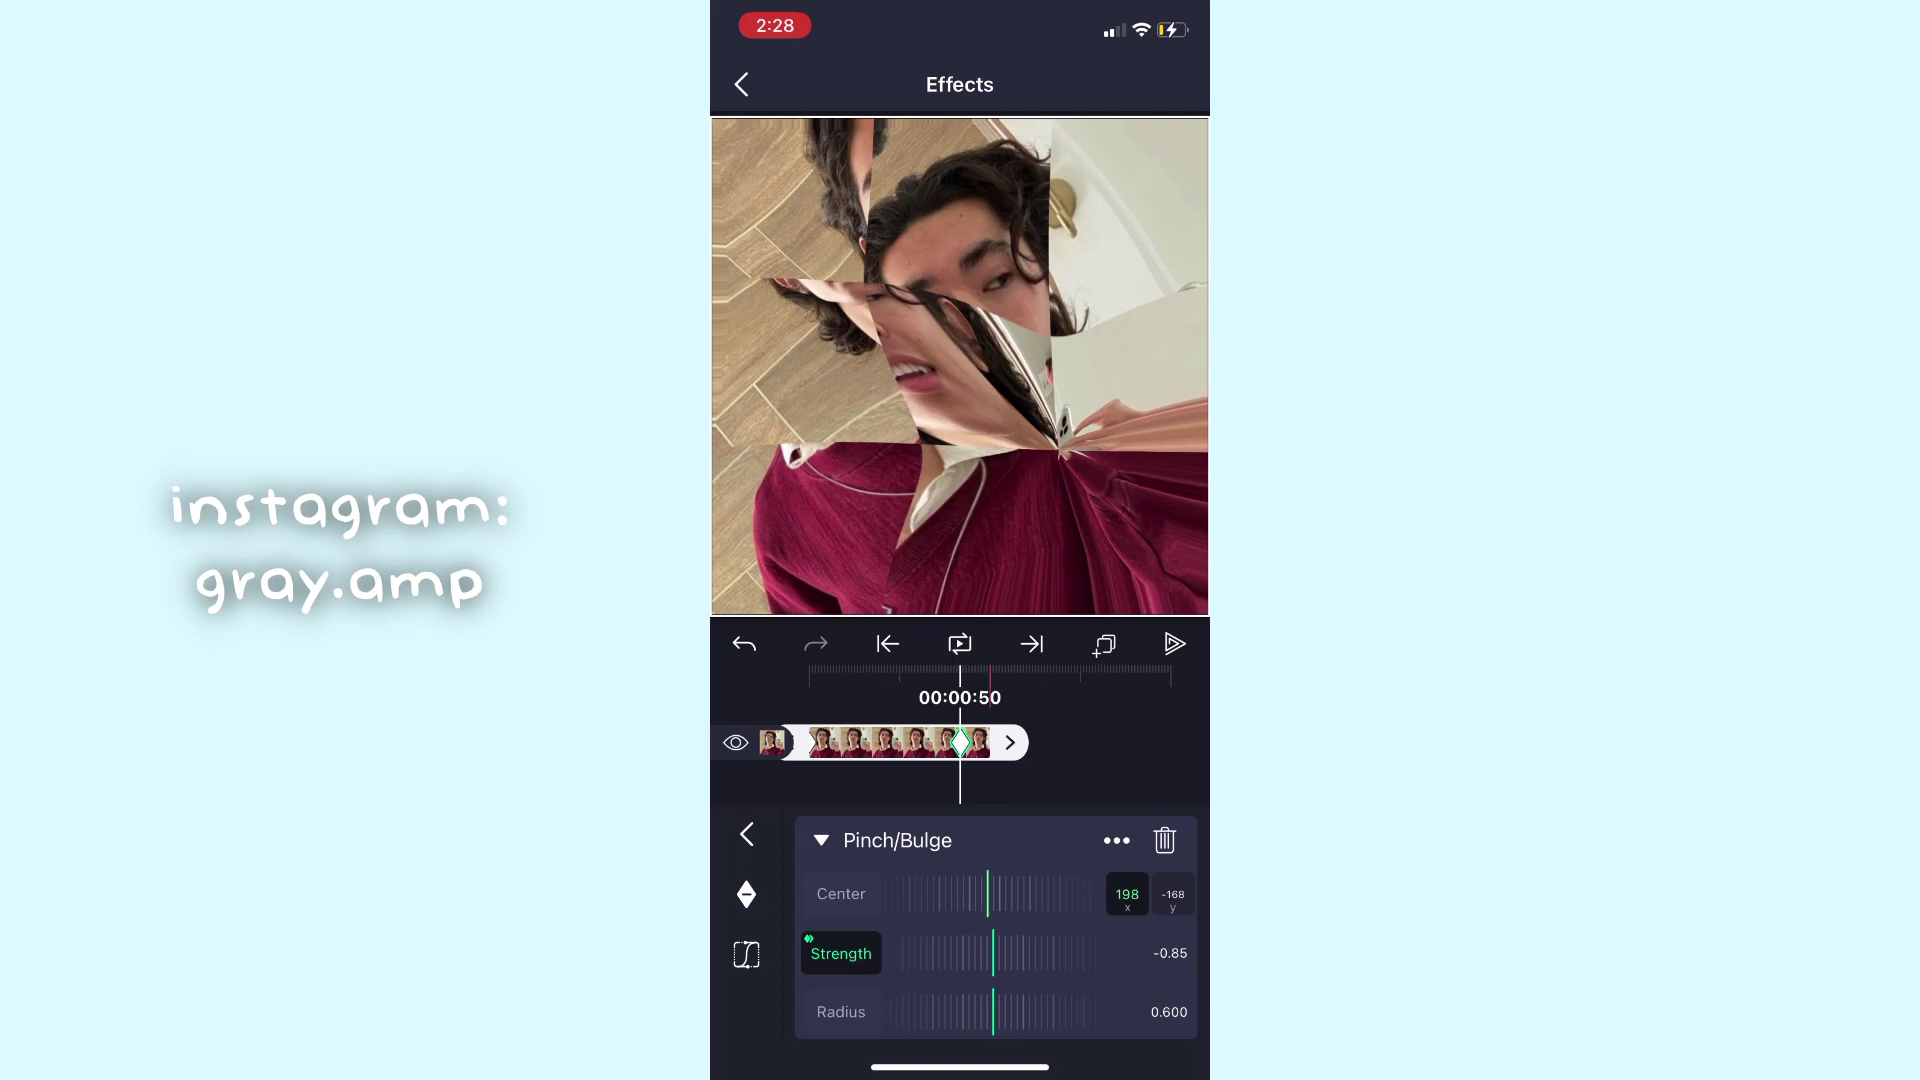 2:28
Effects
instagram:
gray.amp
00:00:50
Pinch/Bulge
Center
198
x
-168
y
Strength
-0.85
Radius
0.600